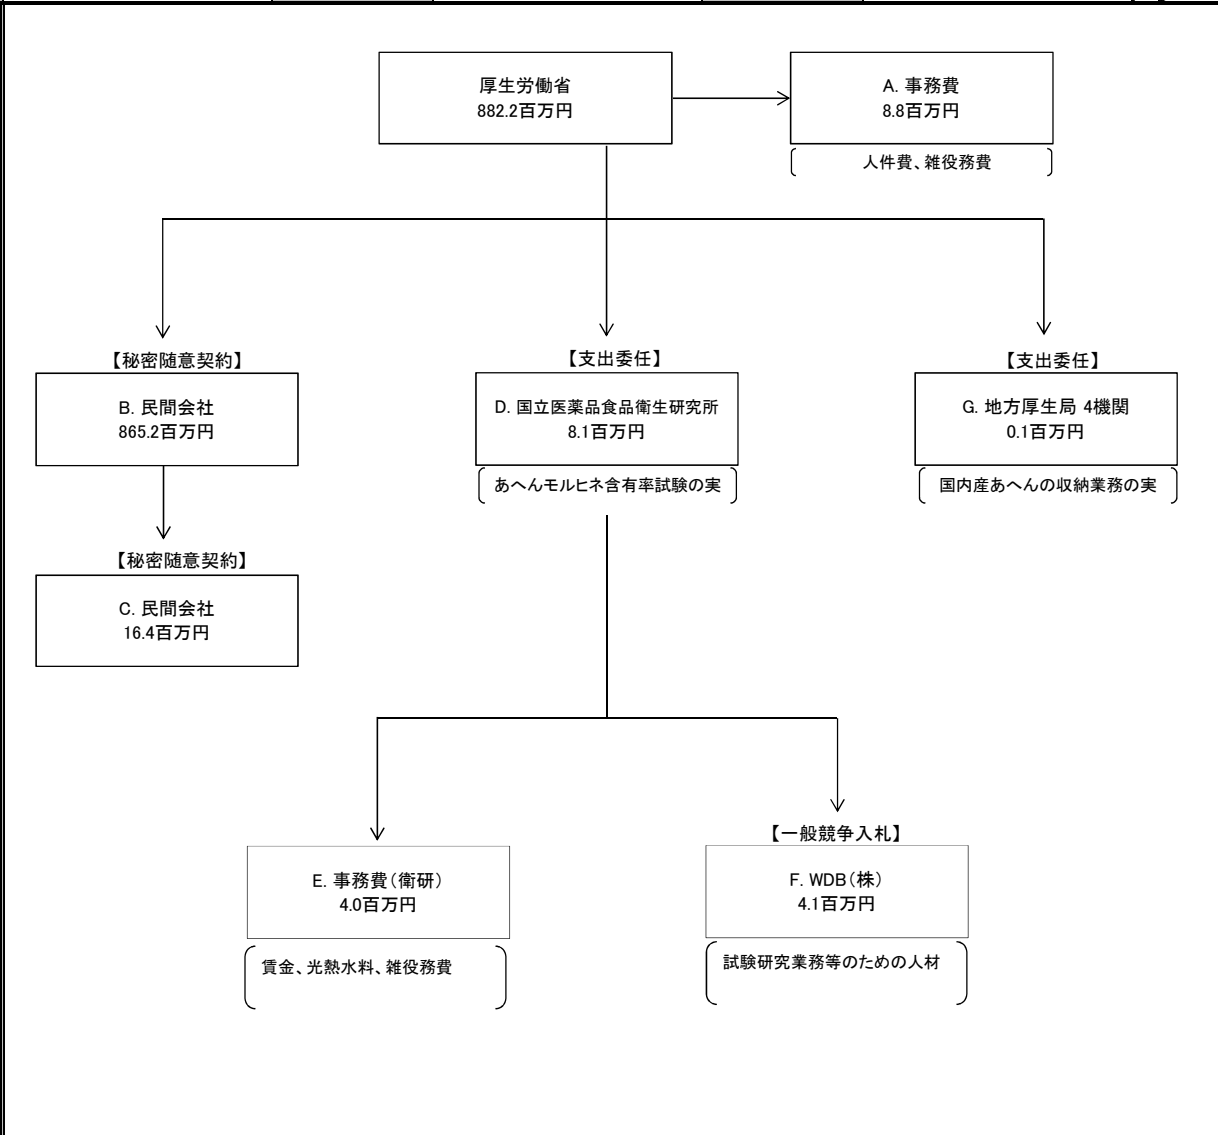 厚生労働省
882.2百万円
A. 事務費
8.8百万円
人件費、雑役務費
【秘密随意契約】
B. 民間会社
865.2百万円
【支出委任】
D. 国立医薬品食品衛生研究所
8.1百万円
あへんモルヒネ含有率試験の実
【支出委任】
G. 地方厚生局 4機関
0.1百万円
国内産あへんの収納業務の実
【秘密随意契約】
C. 民間会社
16.4百万円
E. 事務費（衛研）
4.0百万円
賃金、光熱水料、雑役務費
【一般競争入札】
F. WDB（株）
4.1百万円
試験研究業務等のための人材